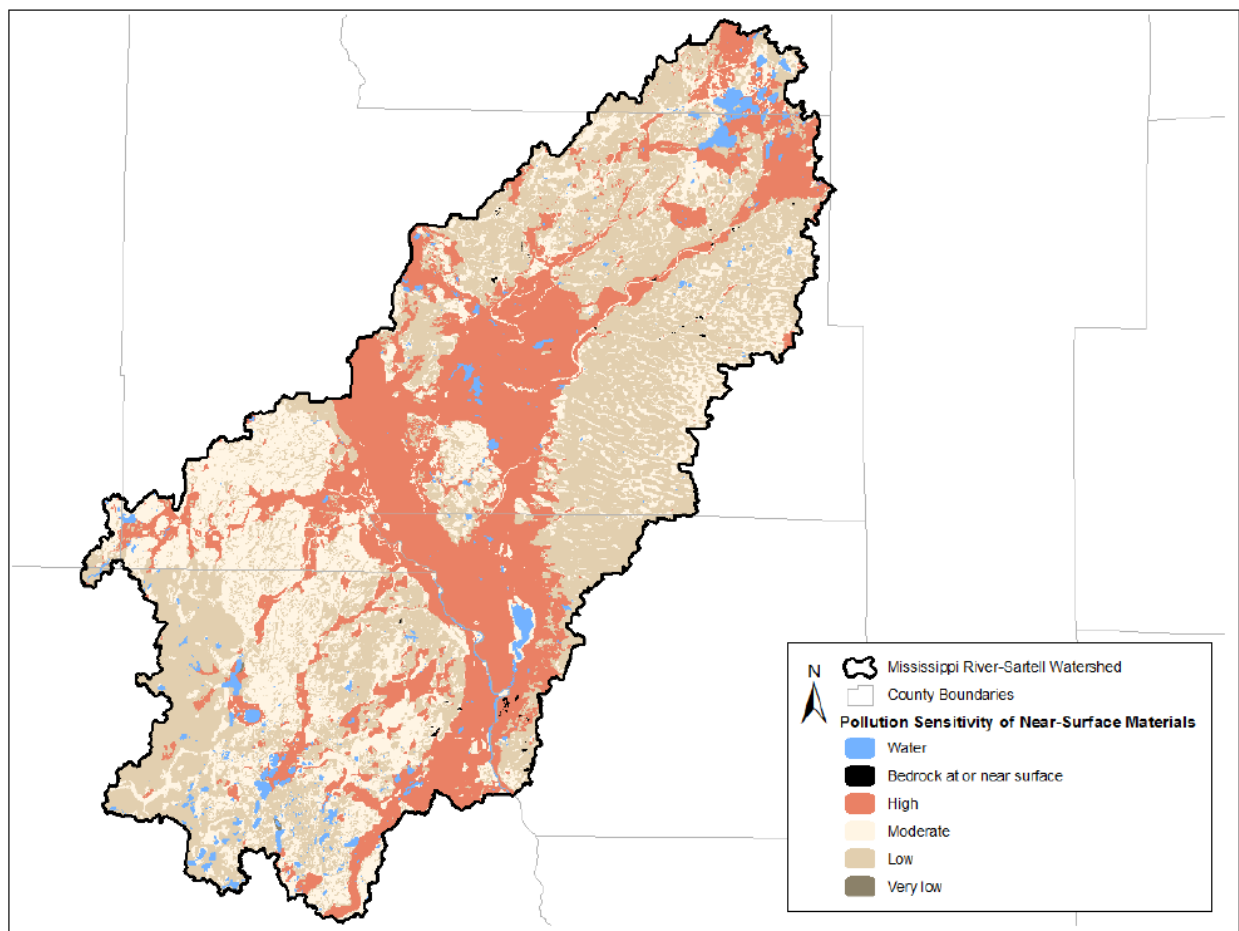 N
Mississippi River-Sartell Watershed
County Boundaries
Pollution Sensitivity of Near-Surface Materials
Water
Bedrock at or near surface
High
Moderate
Low
Very low